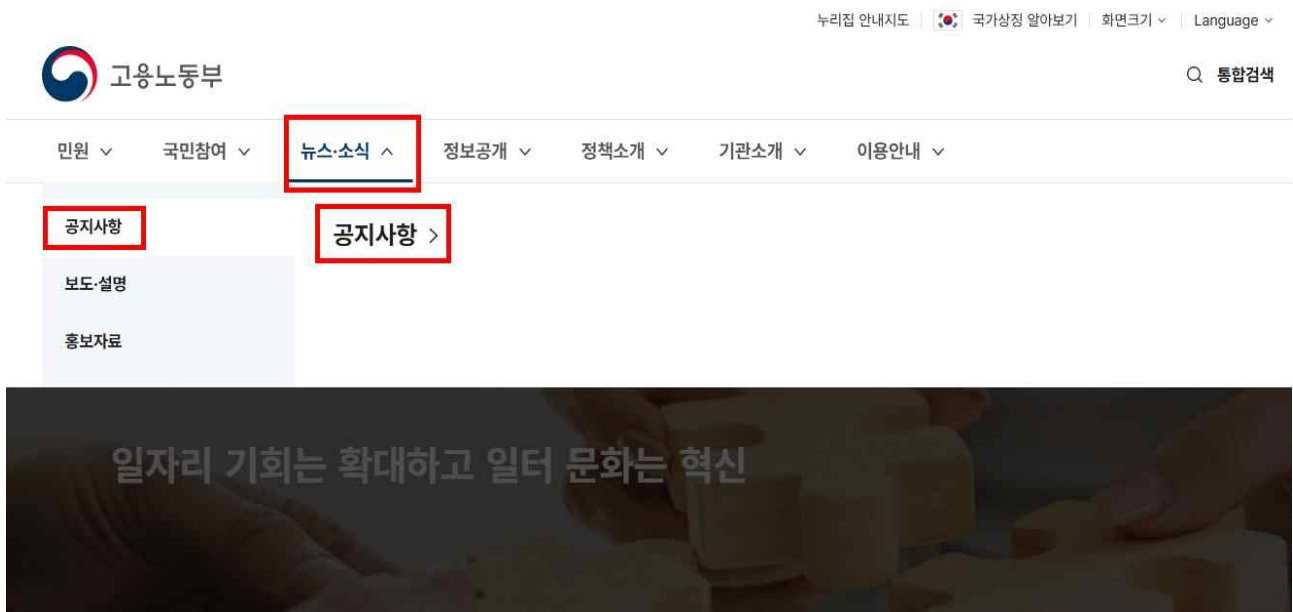 누리집 안내지도 국가상징 알아보기 화면크기 Language
고용노동부
통합검색
민원 국민참여 뉴스·소식 정보공개 정책소개 기관소개 이용안내
공지사항
공지사항 >
보도·설명
홍보자료
일자리 기회는 확대하고 일터 문화는 혁신